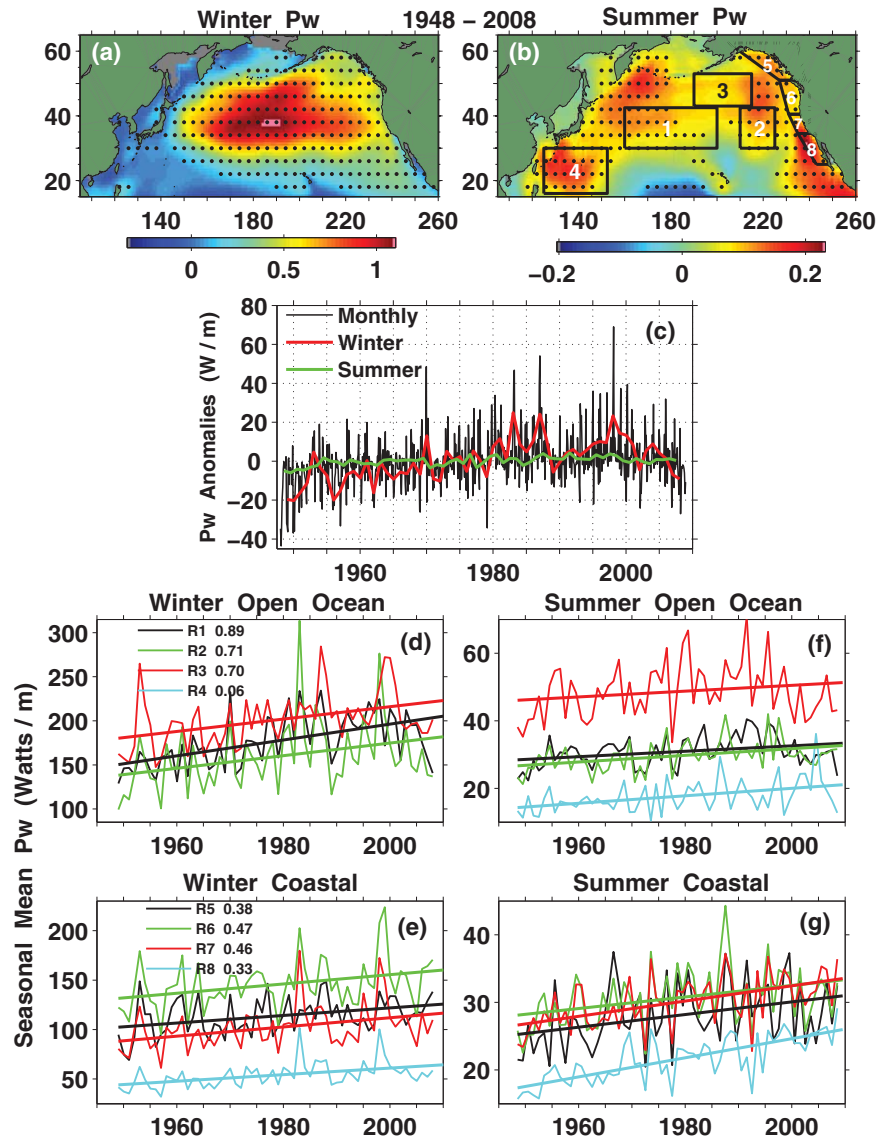 Winter Pw 1948 – 2008 Summer Pw
(a)
60
40
20
140 180 220 260
0 0.5 1
(b)
60
40
20
1
2
3
4
5
6
7
8
140 180 220 260
−0.2 0 0.2
Pw Anomalies (W / m)
80
60
40
20
0
−20
−40
Monthly
Winter
Summer
(c)
1960 1980 2000
Seasonal Mean Pw (Watts / m)
Winter Open Ocean
(d)
300
250
200
150
100
R1 0.89
R2 0.71
R3 0.70
R4 0.06
1960 1980 2000
Summer Open Ocean
(f)
60
40
20
1960 1980 2000
Winter Coastal
(e)
200
150
100
50
R5 0.38
R6 0.47
R7 0.46
R8 0.33
1960 1980 2000
Summer Coastal
(g)
40
30
20
1960 1980 2000